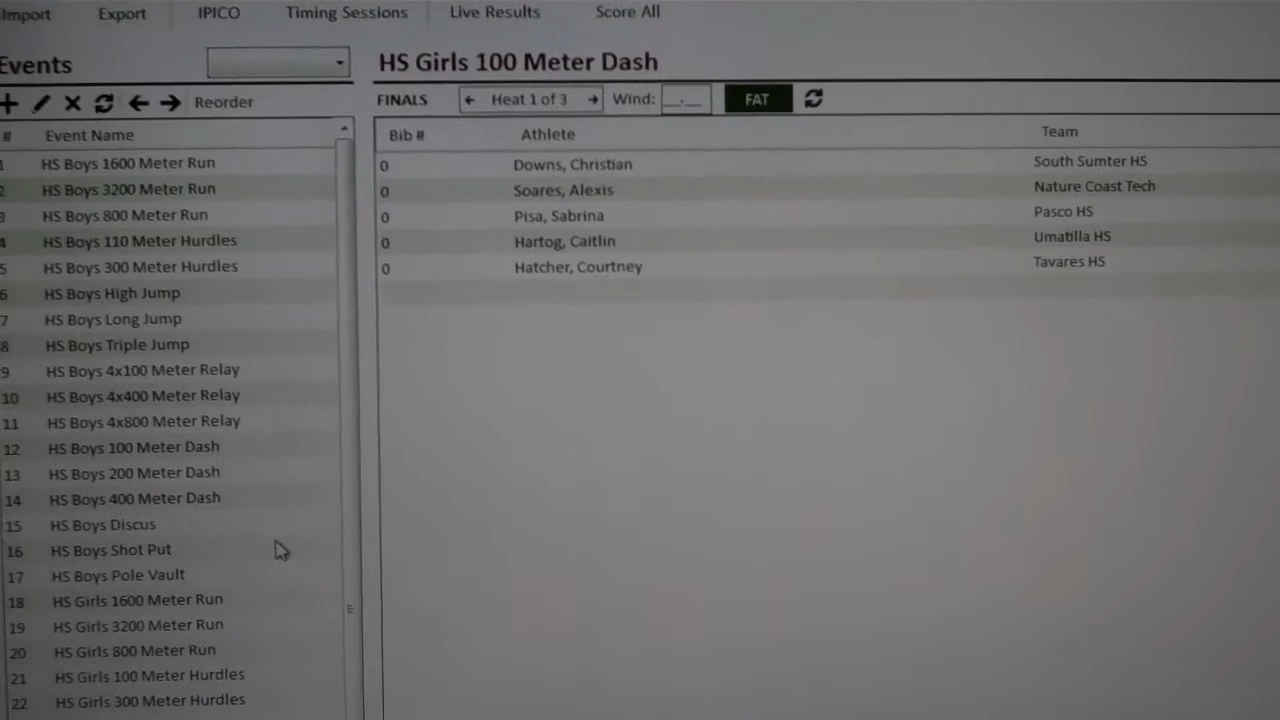 Import Export IPICO Timing Sessions Live Results Score All
Events
HS Girls 100 Meter Dash
Reorder
FINALS Heat 1 of 3 Wind: _._ FAT
# Event Name
1 HS Boys 1600 Meter Run
2 HS Boys 3200 Meter Run
3 HS Boys 800 Meter Run
4 HS Boys 110 Meter Hurdles
5 HS Boys 300 Meter Hurdles
6 HS Boys High Jump
7 HS Boys Long Jump
8 HS Boys Triple Jump
9 HS Boys 4x100 Meter Relay
10 HS Boys 4x400 Meter Relay
11 HS Boys 4x800 Meter Relay
12 HS Boys 100 Meter Dash
13 HS Boys 200 Meter Dash
14 HS Boys 400 Meter Dash
15 HS Boys Discus
16 HS Boys Shot Put
17 HS Boys Pole Vault
18 HS Girls 1600 Meter Run
19 HS Girls 3200 Meter Run
20 HS Girls 800 Meter Run
21 HS Girls 100 Meter Hurdles
22 HS Girls 300 Meter Hurdles
Bib # Athlete Team
0 Downs, Christian South Sumter HS
0 Soares, Alexis Nature Coast Tech
0 Pisa, Sabrina Pasco HS
0 Hartog, Caitlin Umatilla HS
0 Hatcher, Courtney Tavares HS